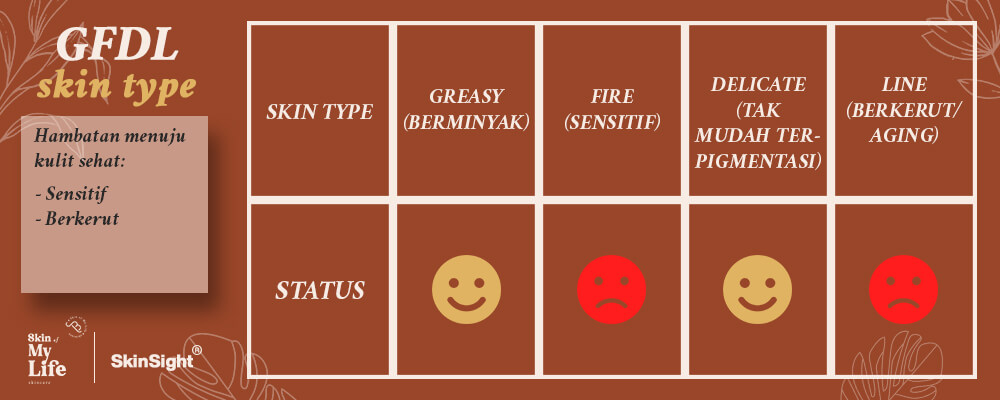 GFDL
skin type
Hambatan menuju
kulit sehat:
- Sensitif
- Berkerut
Skin of
My
Life
skincare
SkinSight®
SKIN TYPE
GREASY
(BERMINYAK)
FIRE
(SENSITIF)
DELICATE
(TAK
MUDAH TER-
PIGMENTASI)
LINE
(BERKERUT/
AGING)
STATUS